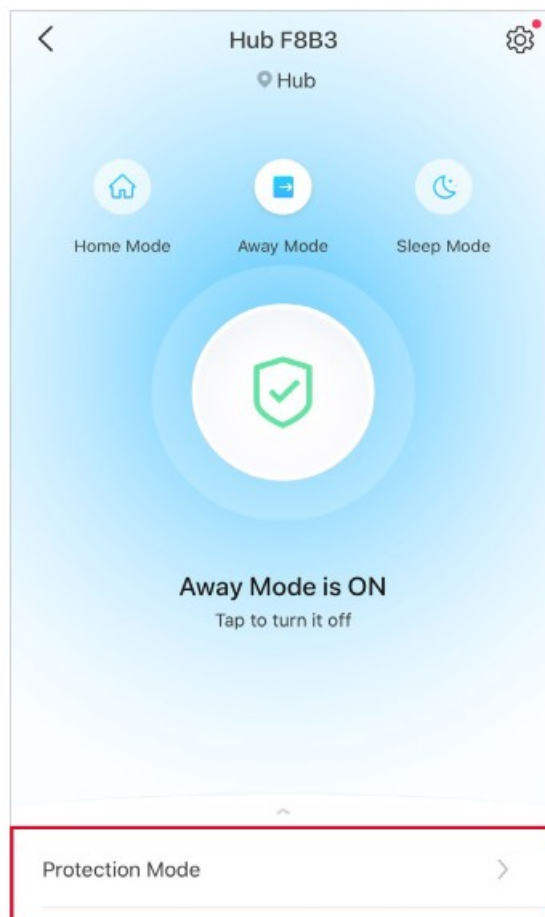 Hub F8B3
Hub
Home Mode Away Mode Sleep Mode
Away Mode is ON
Tap to turn it off
Protection Mode